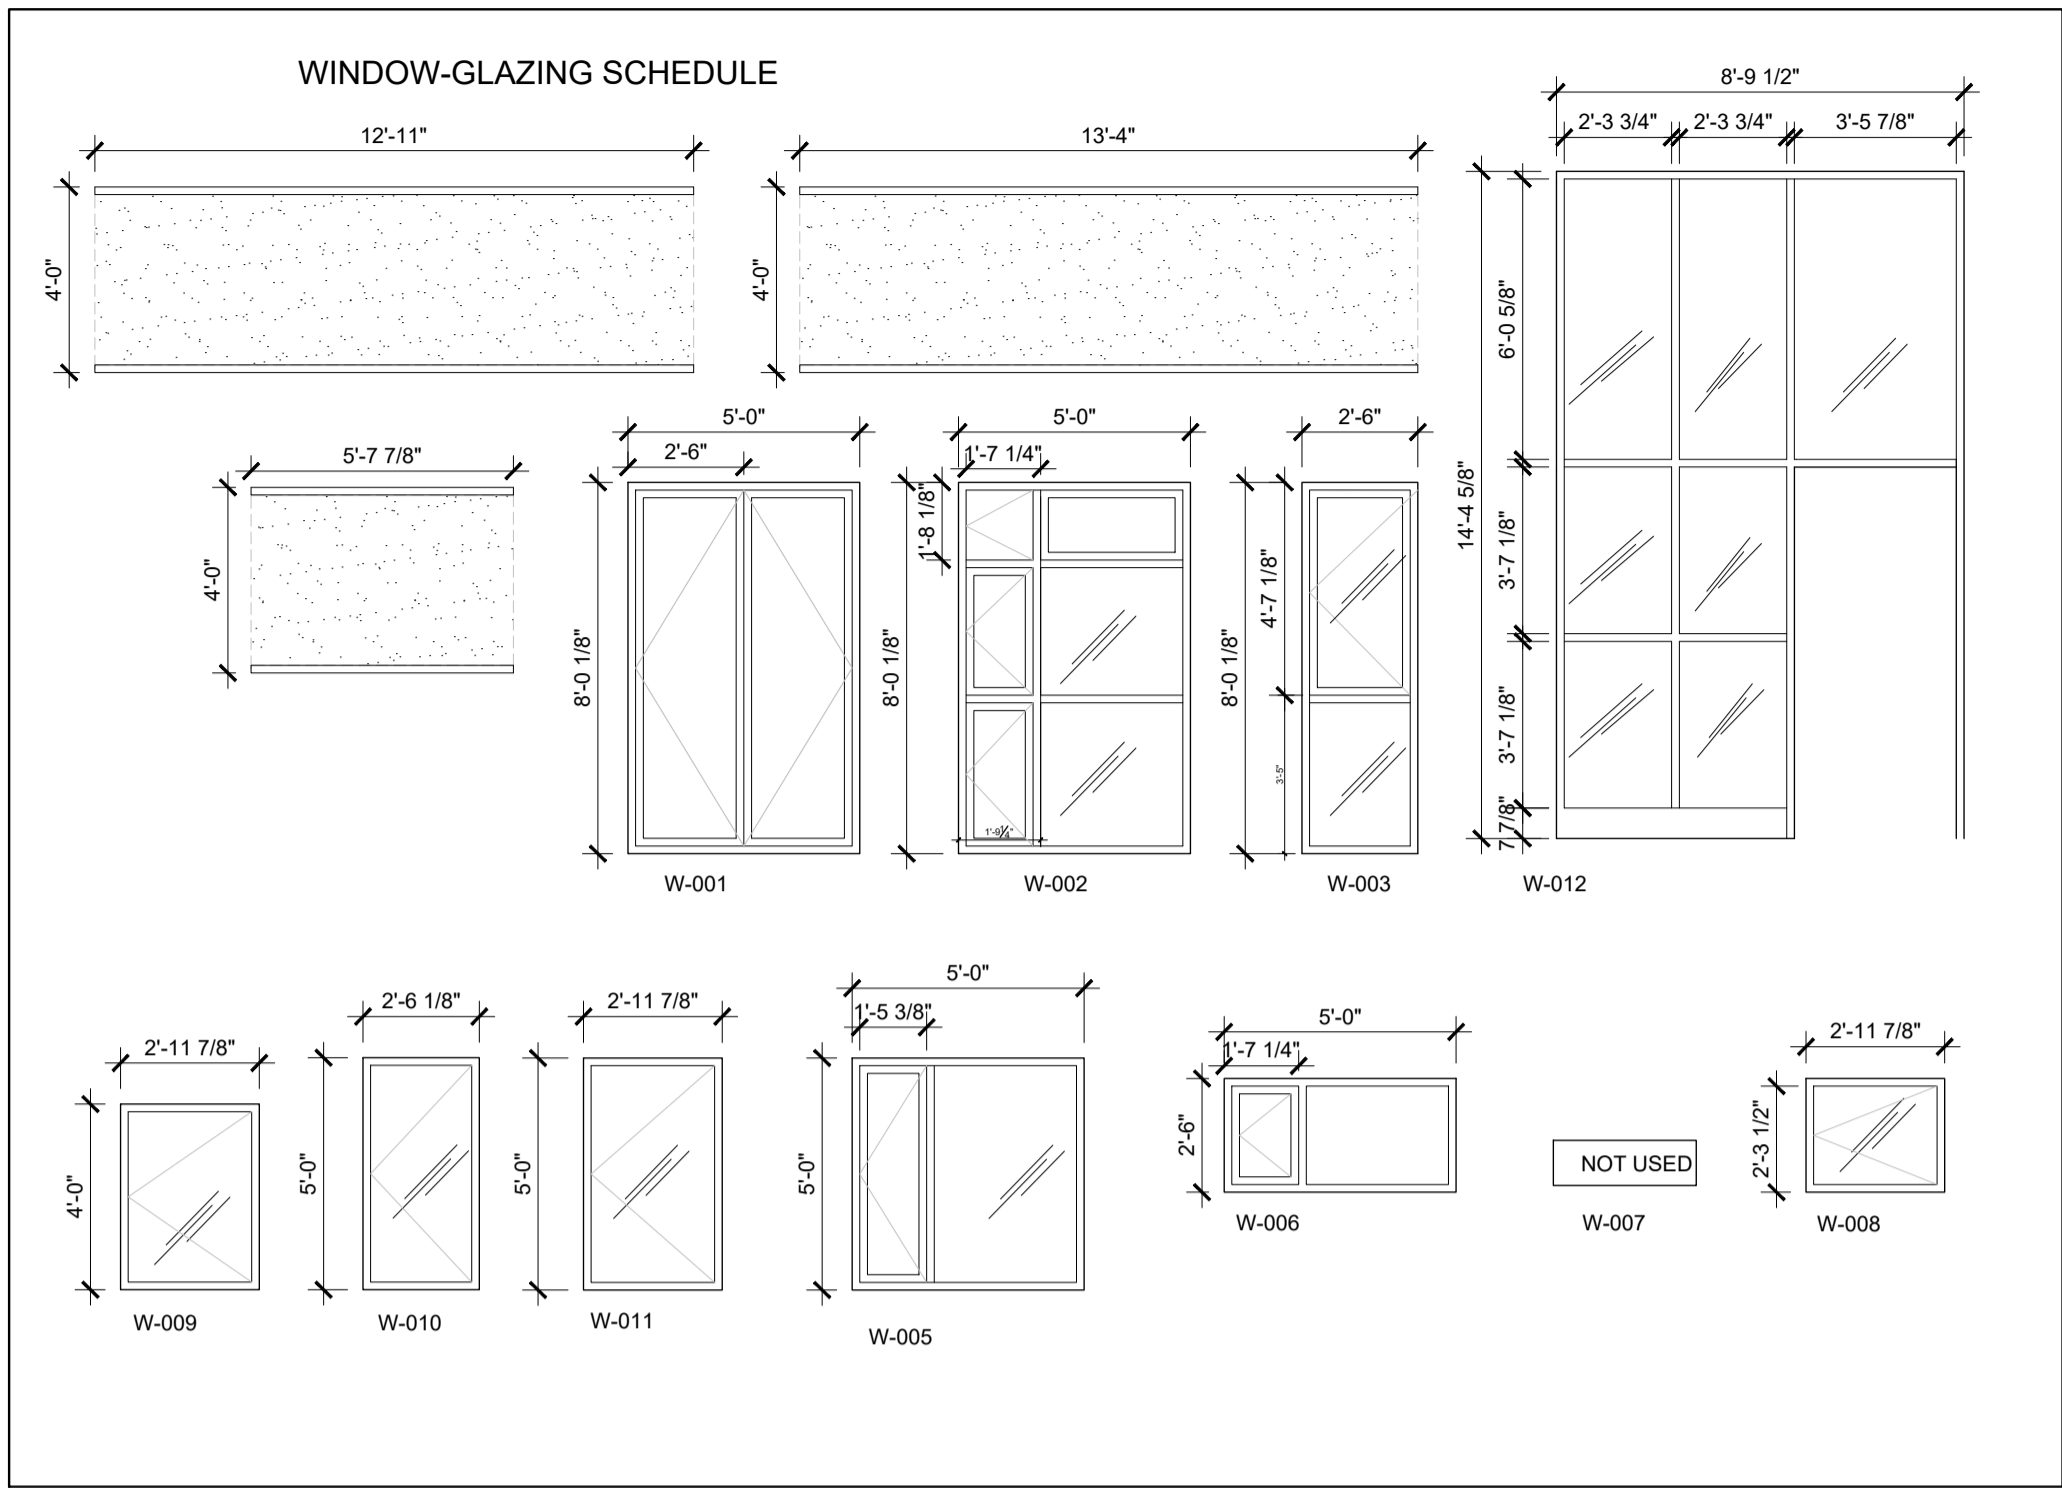 WINDOW-GLAZING SCHEDULE
12'-11"
4'-0"
13'-4"
4'-0"
8'-9 1/2"
2'-3 3/4" 2'-3 3/4" 3'-5 7/8"
14'-4 5/8"
6'-0 5/8"
3'-7 1/8"
3'-7 1/8"
7 7/8"
W-012
5'-7 7/8"
4'-0"
5'-0"
2'-6"
8'-0 1/8"
W-001
5'-0"
1'-7 1/4"
1'-8 1/8"
8'-0 1/8"
1'-9 1/4"
W-002
2'-6"
4'-7 1/8"
8'-0 1/8"
3'-5"
W-003
2'-11 7/8"
4'-0"
W-009
2'-6 1/8"
5'-0"
W-010
2'-11 7/8"
5'-0"
W-011
5'-0"
1'-5 3/8"
5'-0"
W-005
5'-0"
1'-7 1/4"
2'-6"
W-006
NOT USED
W-007
2'-11 7/8"
2'-3 1/2"
W-008